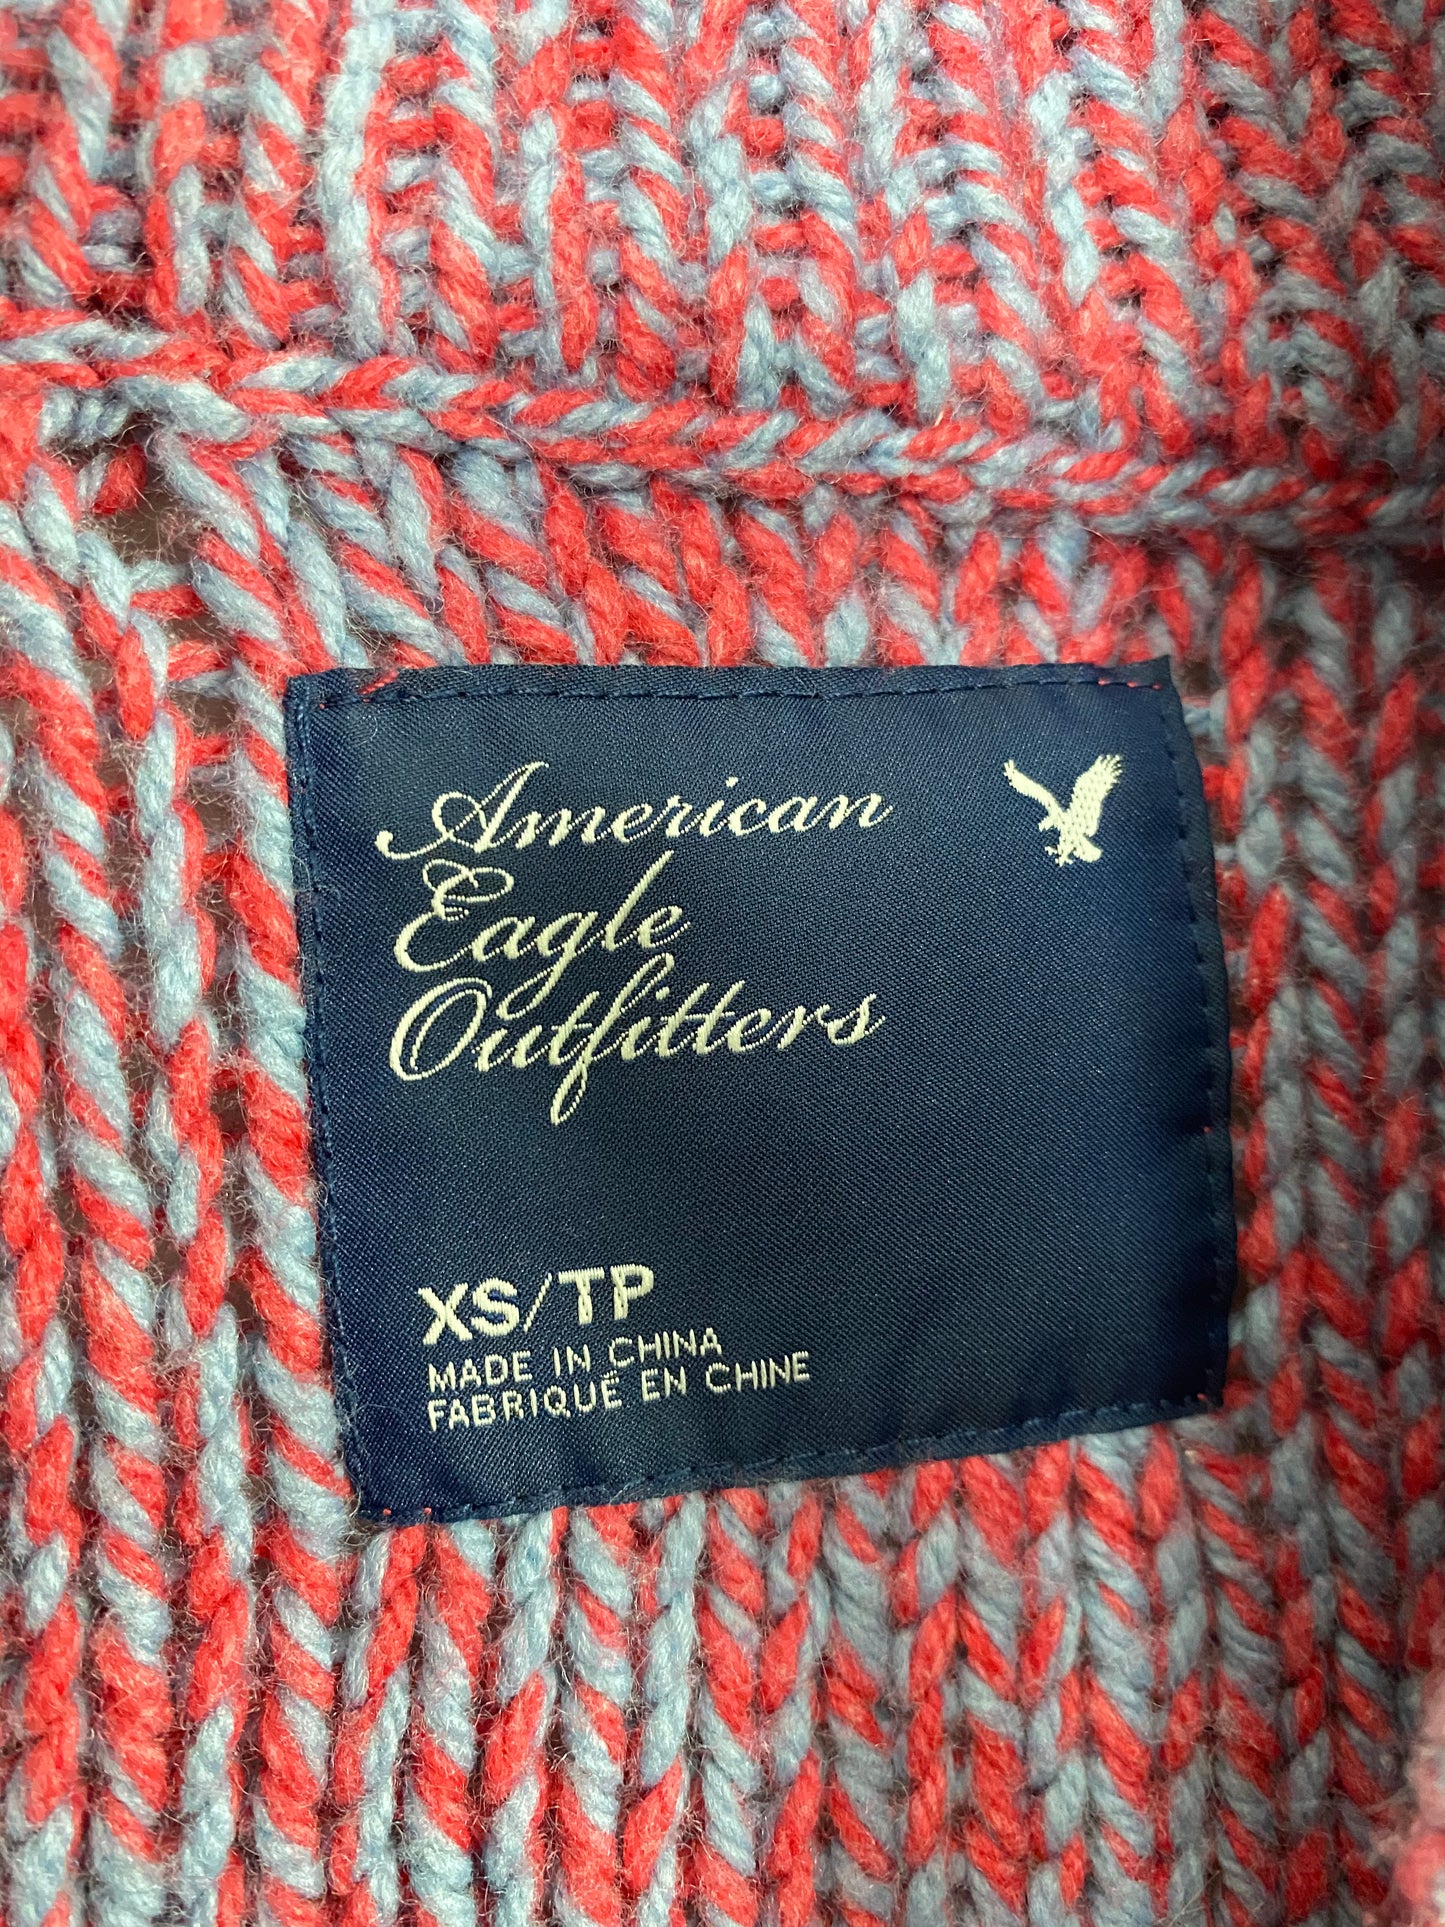 American
Eagle
Outfitters
XS/TP
MADE IN CHINA
FABRIQUÉ EN CHINE